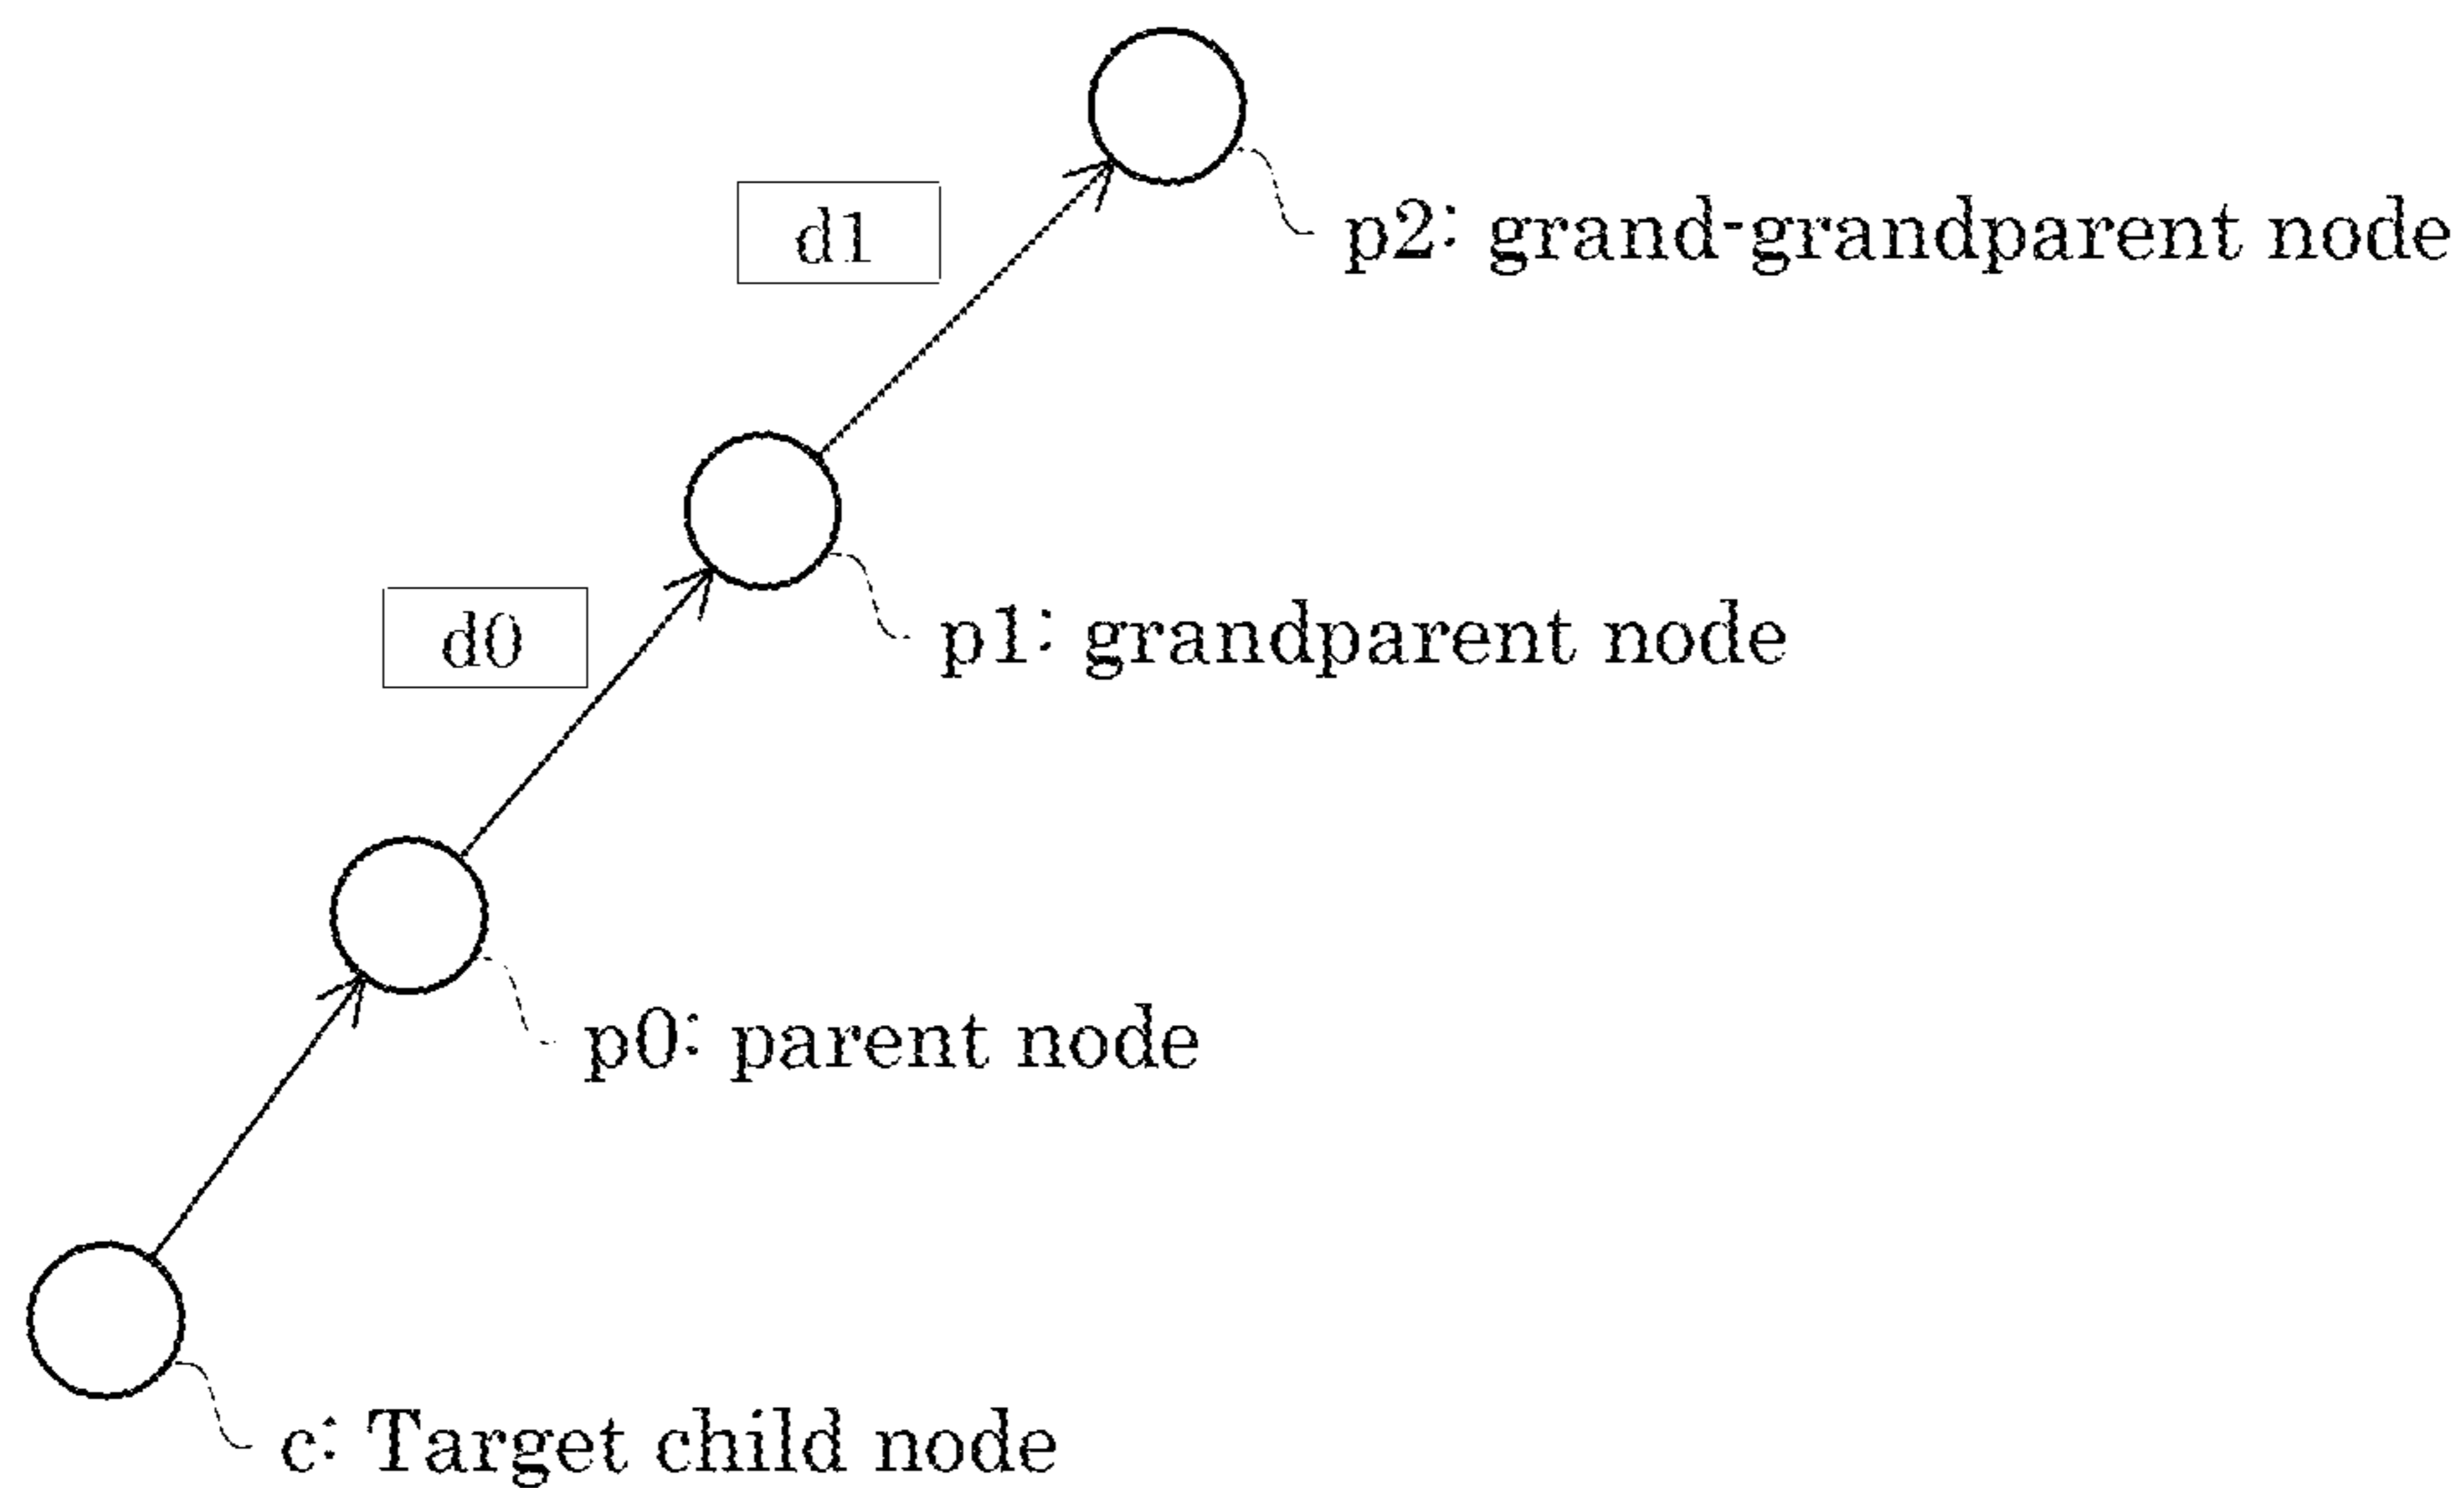 d1
p2: grand-grandparent node
d0
p1: grandparent node
p0: parent node
c: Target child node